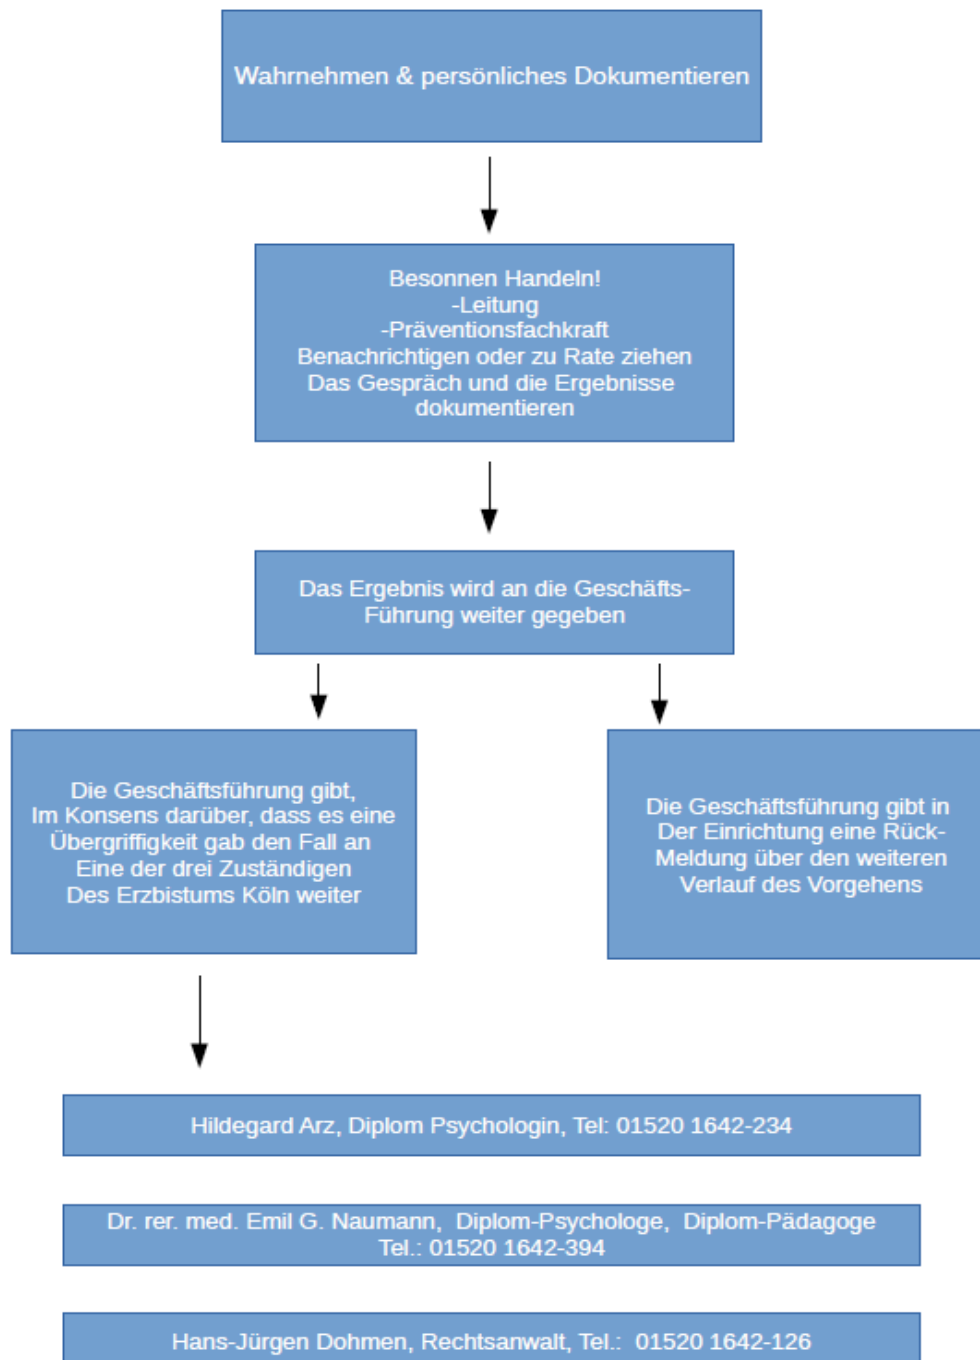 Wahrnehmen & persönliches Dokumentieren
Besonnen Handeln!
-Leitung
-Präventionsfachkraft
Benachrichtigen oder zu Rate ziehen
Das Gespräch und die Ergebnisse
dokumentieren
Das Ergebnis wird an die Geschäfts-
Führung weiter gegeben
Die Geschäftsführung gibt,
Im Konsens darüber, dass es eine
Übergriffigkeit gab den Fall an
Eine der drei Zuständigen
Des Erzbistums Köln weiter
Die Geschäftsführung gibt in
Der Einrichtung eine Rück-
Meldung über den weiteren
Verlauf des Vorgehens
Hildegard Arz, Diplom Psychologin, Tel: 01520 1642-234
Dr. rer. med. Emil G. Naumann,  Diplom-Psychologe,  Diplom-Pädagoge
Tel.: 01520 1642-394
Hans-Jürgen Dohmen, Rechtsanwalt, Tel.:  01520 1642-126